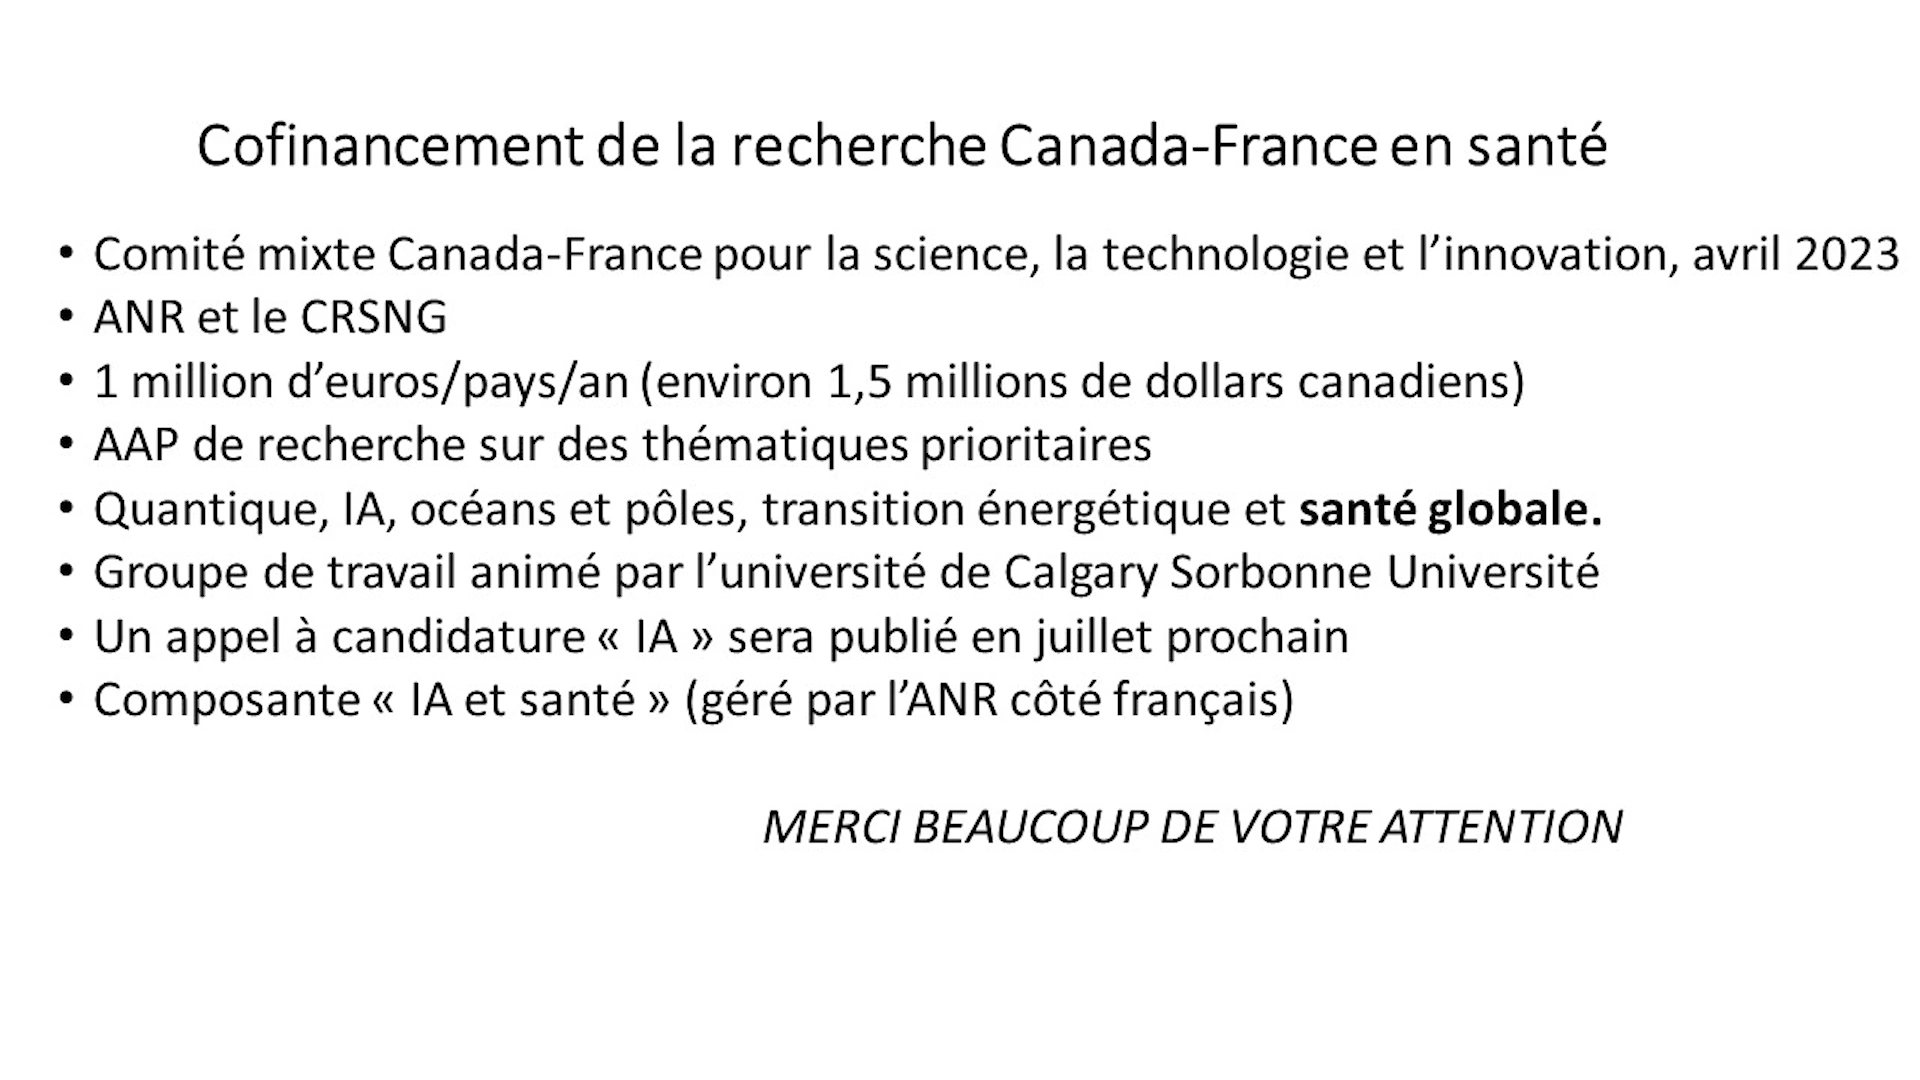 Cofinancement de la recherche Canada-France en santé
• Comité mixte Canada-France pour la science, la technologie et l’innovation, avril 2023
• ANR et le CRSNG
• 1 million d’euros/pays/an (environ 1,5 millions de dollars canadiens)
• AAP de recherche sur des thématiques prioritaires
• Quantique, IA, océans et pôles, transition énergétique et santé globale.
• Groupe de travail animé par l’université de Calgary Sorbonne Université
• Un appel à candidature « IA » sera publié en juillet prochain
• Composante « IA et santé » (géré par l’ANR côté français)
MERCI BEAUCOUP DE VOTRE ATTENTION